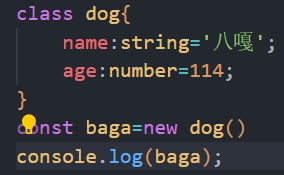 class dog{
    name:string='八嘎';
    age:number=114;
}
const baga=new dog()
console.log(baga);